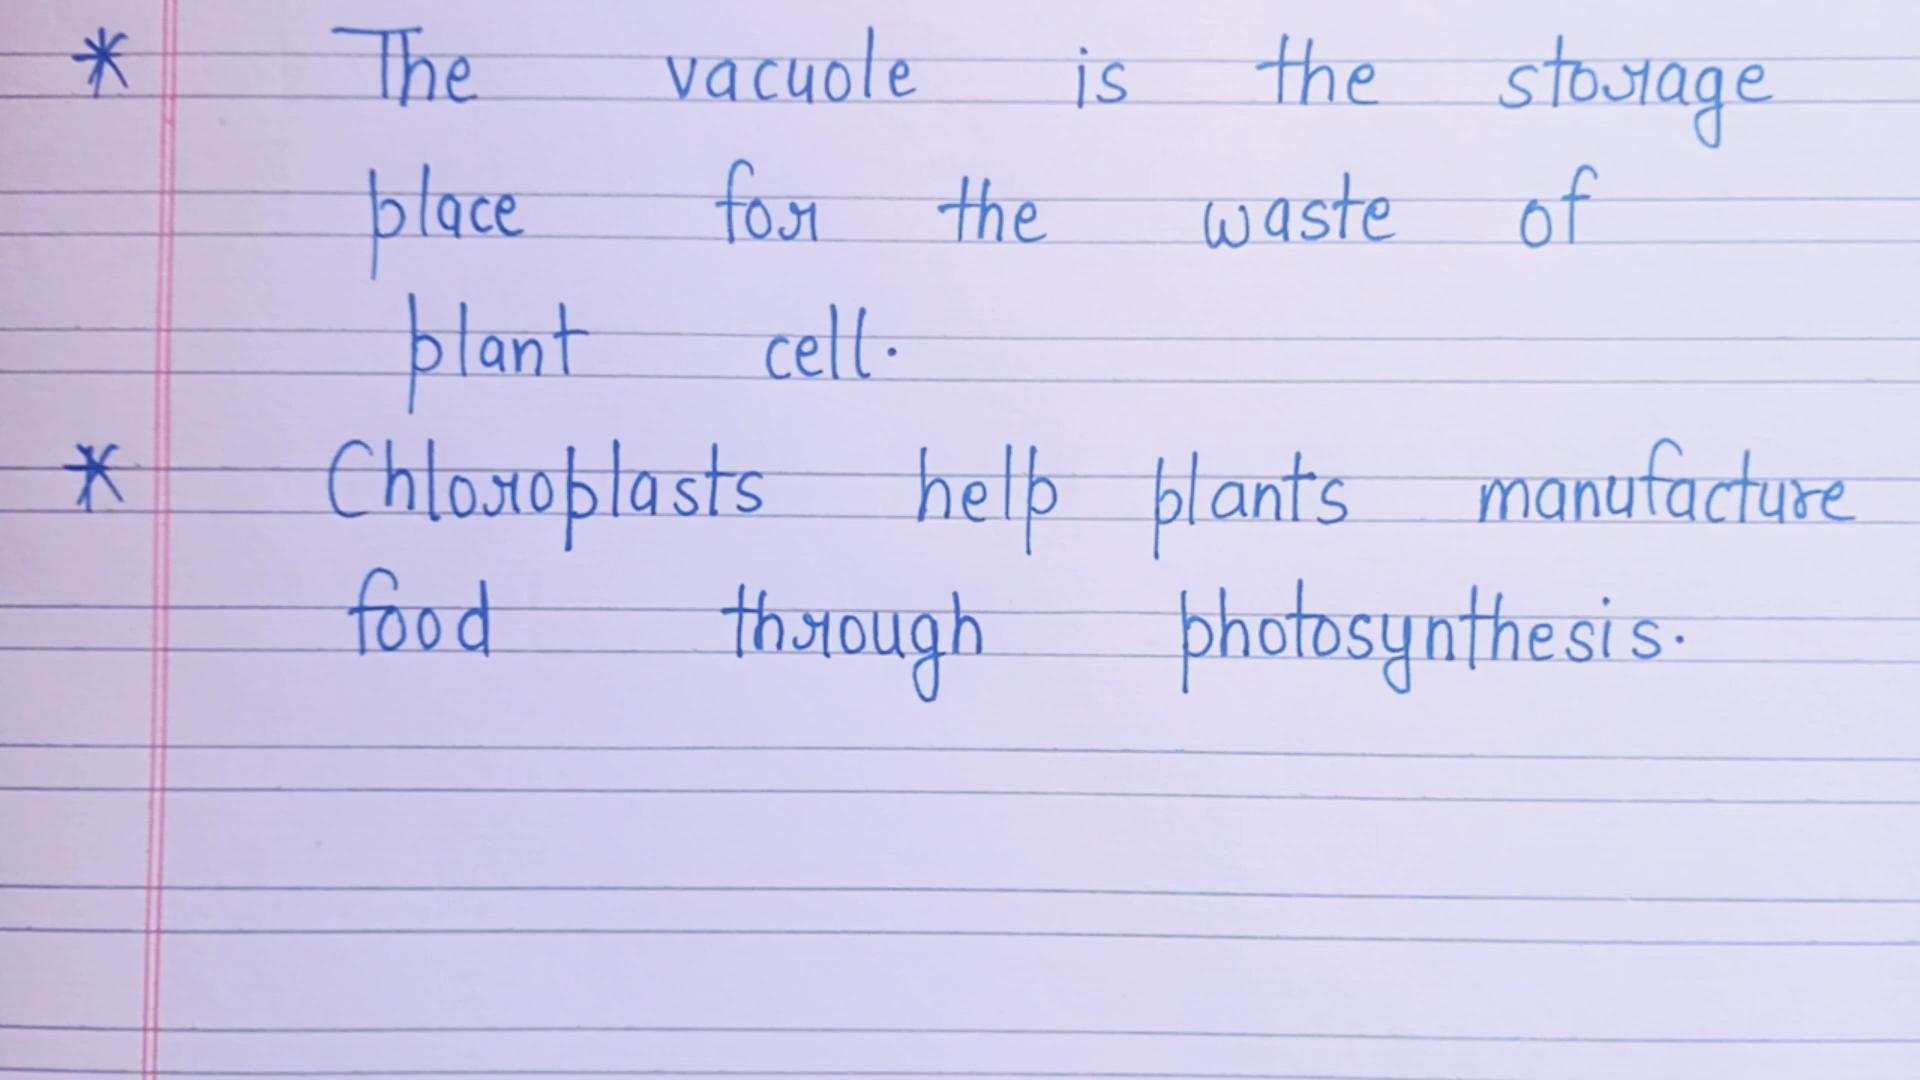 * The vacuole is the storage
place for the waste of
plant cell.
* Chloroplasts help plants manufacture
food through photosynthesis.